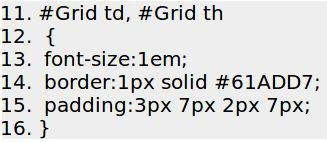 11. #Grid td, #Grid th
12. {
13. font-size:1em;
14. border:1px solid #61ADD7;
15. padding:3px 7px 2px 7px;
16. }